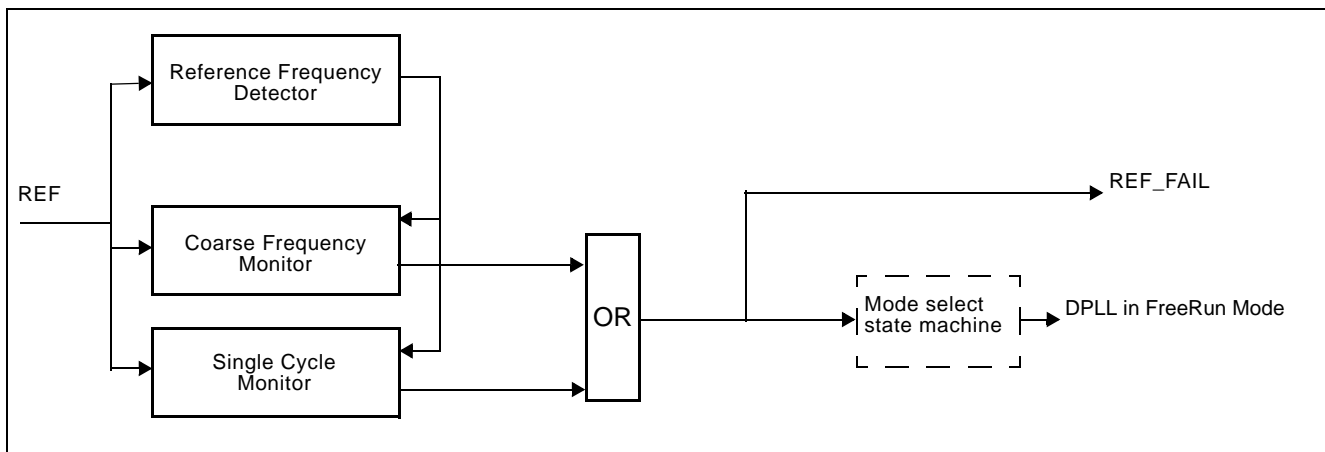 Reference Frequency
Detector
REF
REF_FAIL
Coarse Frequency
Monitor
OR
Mode select
state machine
DPLL in FreeRun Mode
Single Cycle
Monitor